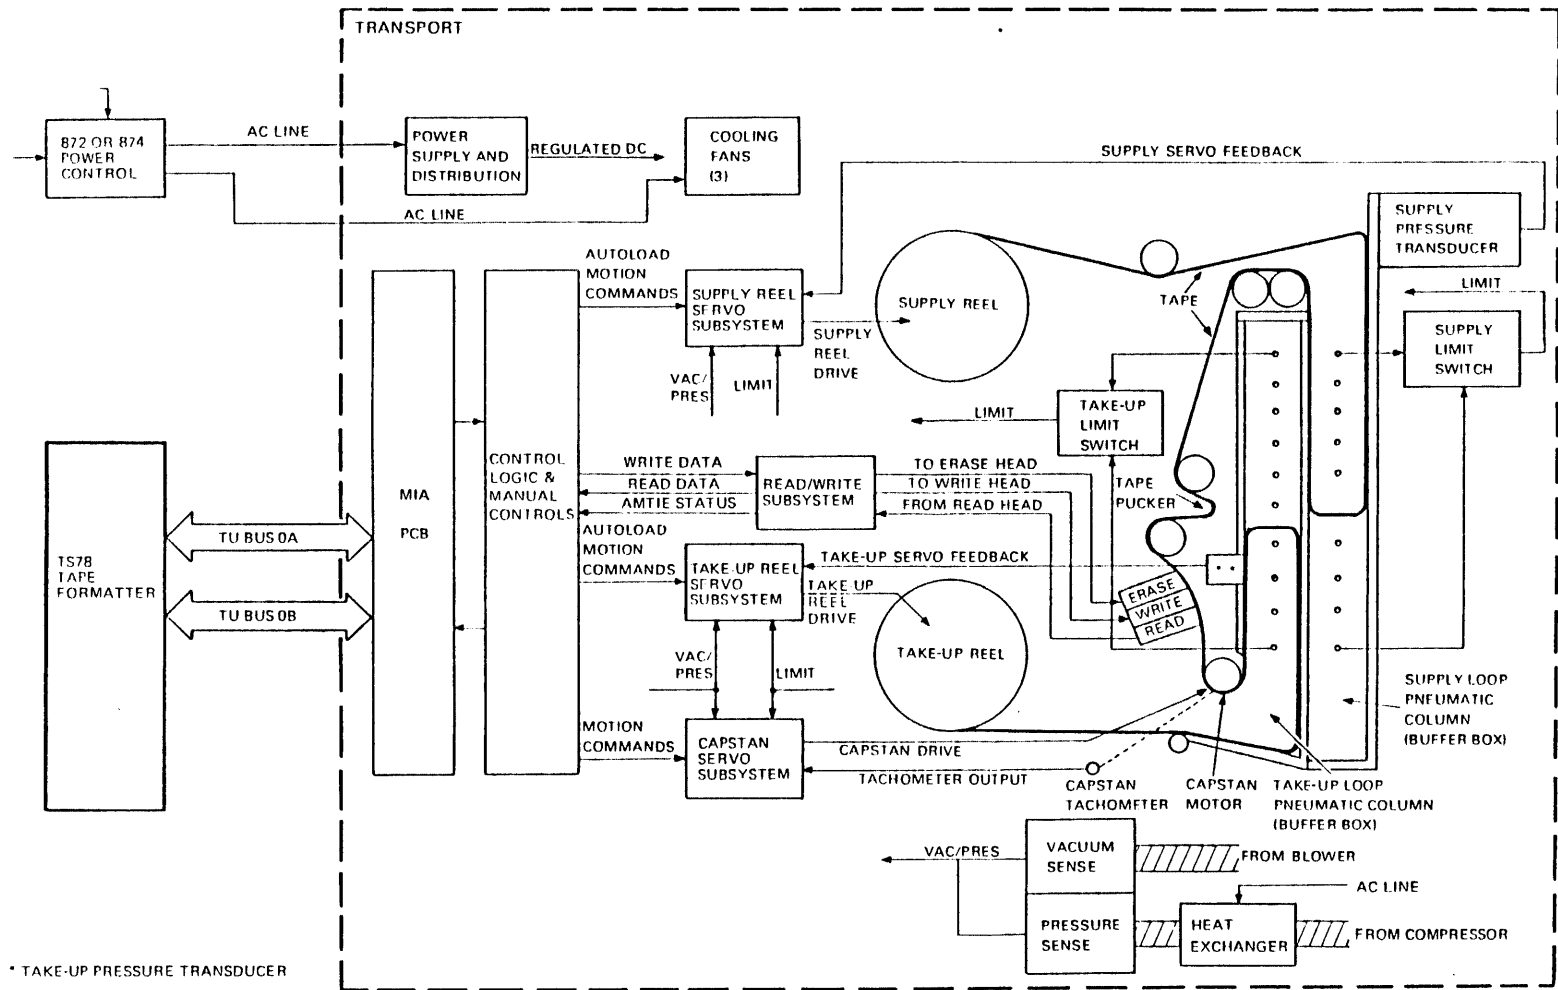 TRANSPORT
872 OR 874
POWER
CONTROL
AC LINE
AC LINE
POWER
SUPPLY AND
DISTRIBUTION
REGULATED DC
COOLING
FANS
(3)
SUPPLY SERVO FEEDBACK
SUPPLY
PRESSURE
TRANSDUCER
AUTOLOAD
MOTION
COMMANDS
SUPPLY REEL
SERVO
SUBSYSTEM
SUPPLY
REEL
DRIVE
VAC/
PRES
LIMIT
SUPPLY REEL
TAPE
LIMIT
SUPPLY
LIMIT
SWITCH
LIMIT
TAKE-UP
LIMIT
SWITCH
TAPE
PUCKER
MIA
PCB
CONTROL
LOGIC &
MANUAL
CONTROLS
WRITE DATA
READ DATA
AMTIE STATUS
READ/WRITE
SUBSYSTEM
TO ERASE HEAD
TO WRITE HEAD
FROM READ HEAD
TS78
TAPE
FORMATTER
TU BUS 0A
TU BUS 0B
AUTOLOAD
MOTION
COMMANDS
TAKE-UP REEL
SERVO
SUBSYSTEM
TAKE-UP SERVO FEEDBACK
TAKE-UP
REEL
DRIVE
ERASE
WRITE
READ
TAKE-UP REEL
VAC/
PRES
LIMIT
MOTION
COMMANDS
CAPSTAN
SERVO
SUBSYSTEM
CAPSTAN DRIVE
TACHOMETER OUTPUT
CAPSTAN
TACHOMETER
CAPSTAN
MOTOR
TAKE-UP LOOP
PNEUMATIC COLUMN
(BUFFER BOX)
SUPPLY LOOP
PNEUMATIC
COLUMN
(BUFFER BOX)
VAC/PRES
VACUUM
SENSE
FROM BLOWER
PRESSURE
SENSE
AC LINE
HEAT
EXCHANGER
FROM COMPRESSOR
* TAKE-UP PRESSURE TRANSDUCER